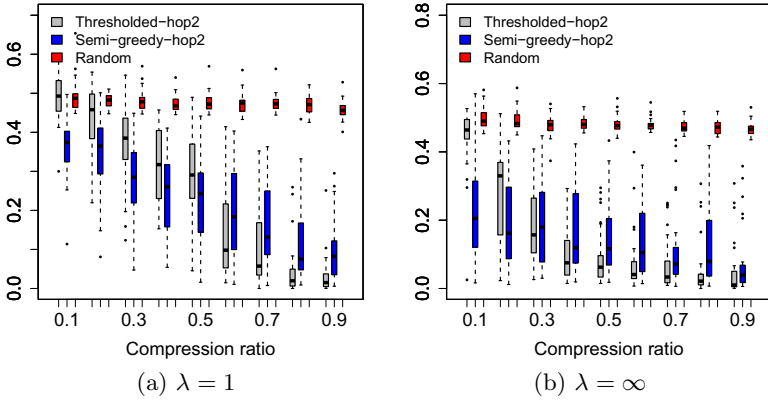 Thresholded−hop2
Semi−greedy−hop2
Random
0.0 0.2 0.4 0.6
0.1 0.3 0.5 0.7 0.9
Compression ratio
(a) λ = 1
Thresholded−hop2
Semi−greedy−hop2
Random
0.0 0.2 0.4 0.6 0.8
0.1 0.3 0.5 0.7 0.9
Compression ratio
(b) λ = ∞